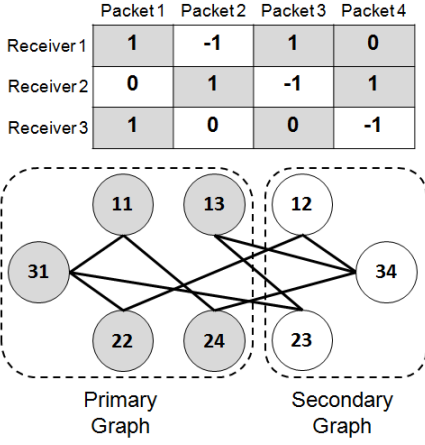 Packet 1 Packet 2 Packet 3 Packet 4
Receiver 1 1 -1 1 0
Receiver 2 0 1 -1 1
Receiver 3 1 0 0 -1
11 13 12
31 34
22 24 23
Primary Secondary
Graph Graph